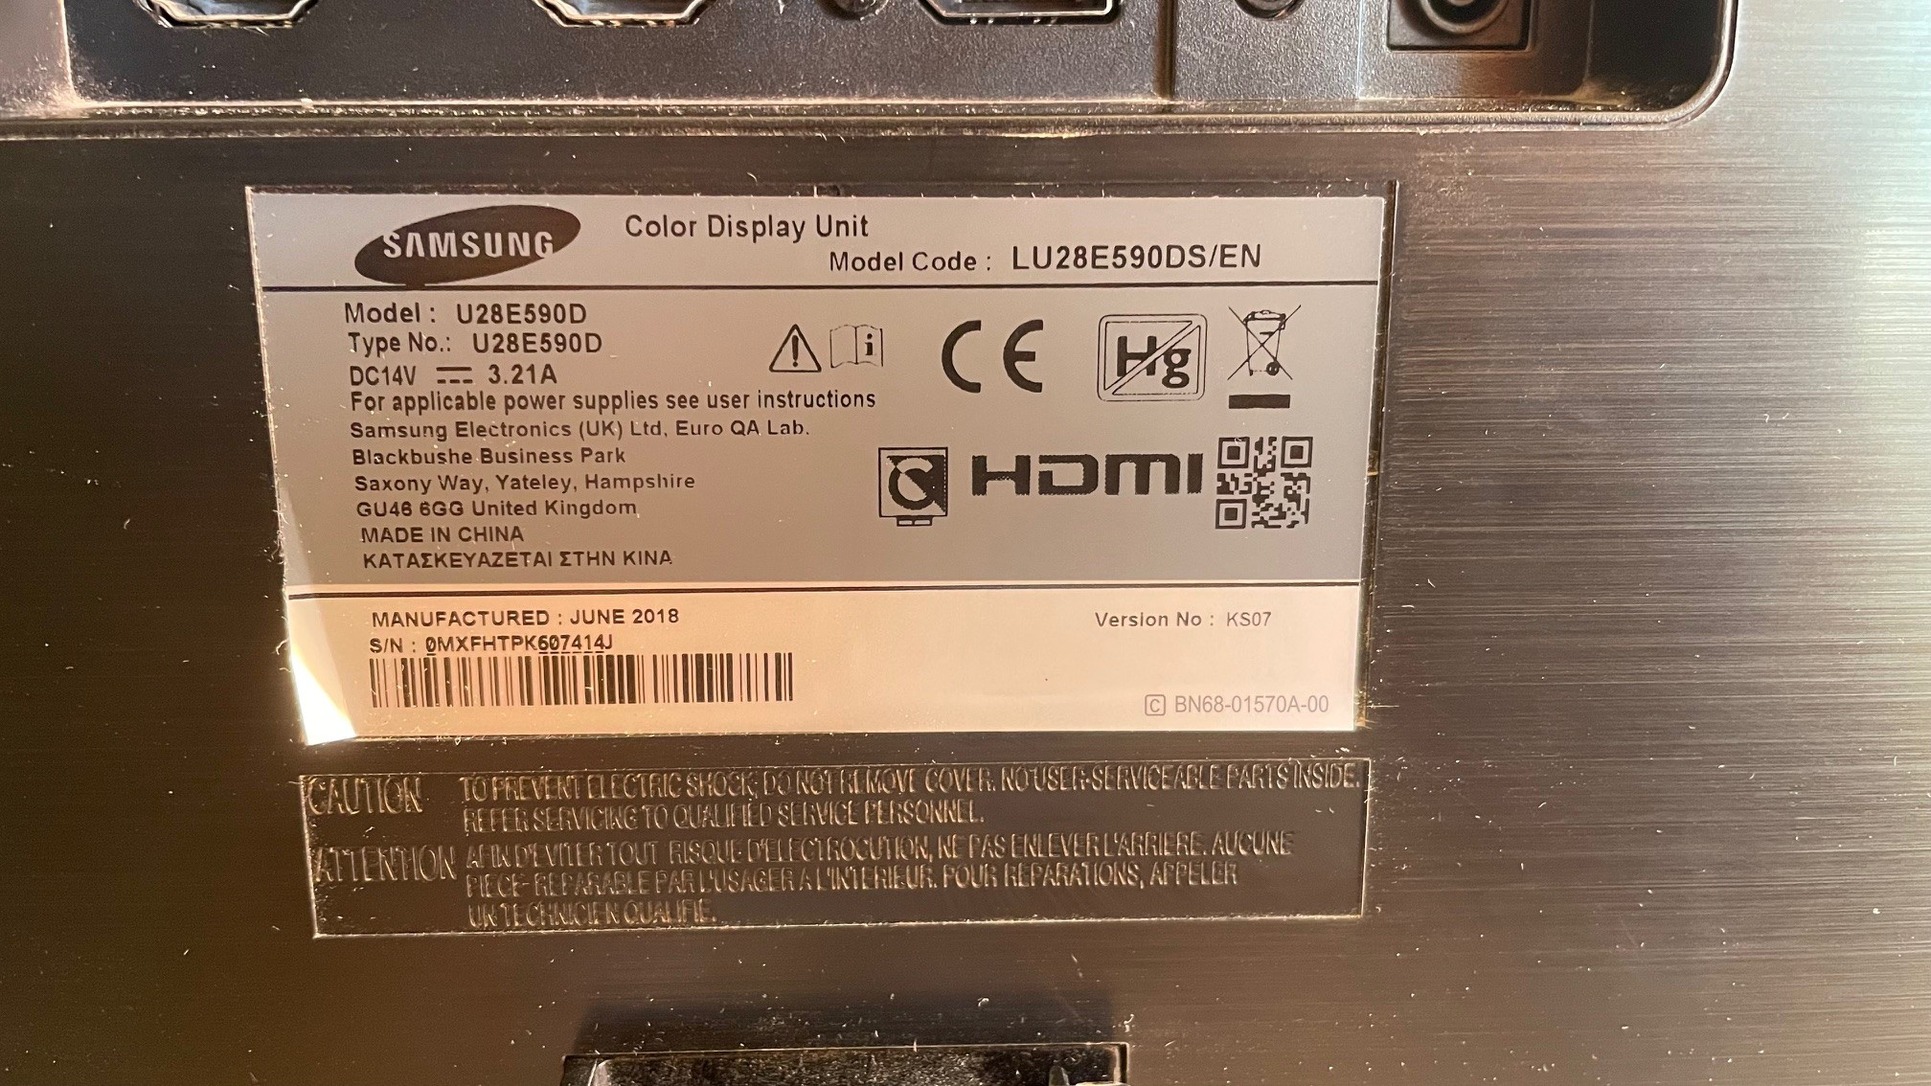 SAMSUNG
Color Display Unit
Model Code : LU28E590DS/EN
Model : U28E590D
Type No.: U28E590D
DC14V 3.21A
For applicable power supplies see user instructions
Samsung Electronics (UK) Ltd, Euro QA Lab.
Blackbushe Business Park
Saxony Way, Yateley, Hampshire
GU46 6GG United Kingdom
MADE IN CHINA
ΚΑΤΑΣΚΕΥΑΖΕΤΑΙ ΣΤΗΝ ΚΙΝΑ
CE
Hg
HDMI
MANUFACTURED : JUNE 2018
S/N : 0MXFHTPK607414J
Version No : KS07
C BN68-01570A-00
CAUTION TO PREVENT ELECTRIC SHOCK, DO NOT REMOVE COVER. NO USER-SERVICEABLE PARTS INSIDE.
REFER SERVICING TO QUALIFIED SERVICE PERSONNEL.
ATTENTION AFIN D'EVITER TOUT RISQUE D'ELECTROCUTION, NE PAS ENLEVER L'ARRIERE. AUCUNE
PIECE REPARABLE PAR L'USAGER A L'INTERIEUR. POUR REPARATIONS, APPELER
UN TECHNICIEN QUALIFIE.